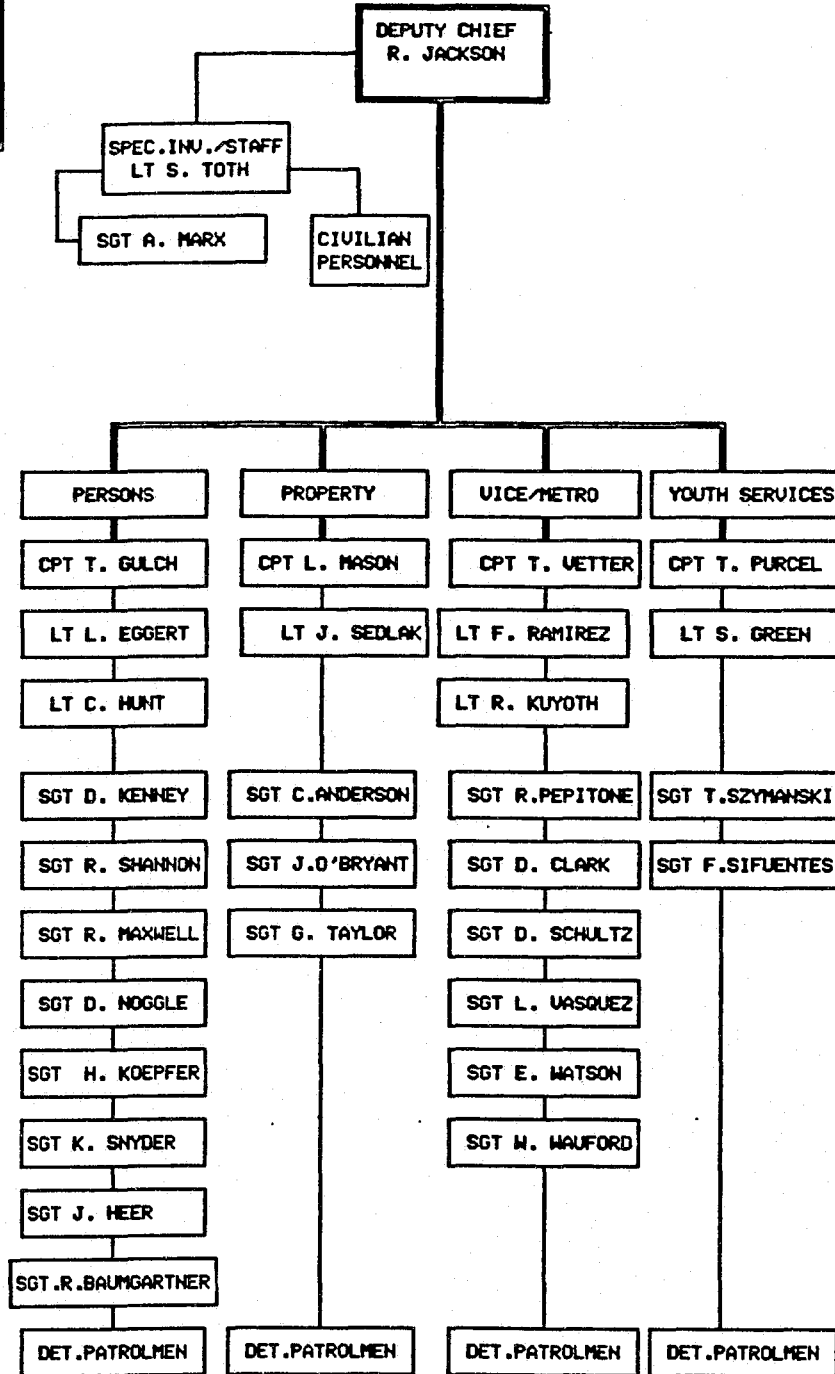 DEPUTY CHIEF
R. JACKSON
SPEC.INV./STAFF
LT S. TOTH
SGT A. MARX
CIVILIAN
PERSONNEL
PERSONS
CPT T. GULCH
LT L. EGGERT
LT C. HUNT
SGT D. KENNEY
SGT R. SHANNON
SGT R. MAXWELL
SGT D. NOGGLE
SGT H. KOEPFER
SGT K. SNYDER
SGT J. HEER
SGT.R.BAUMGARTNER
DET.PATROLMEN
PROPERTY
CPT L. MASON
LT J. SEDLAK
SGT C.ANDERSON
SGT J.O'BRYANT
SGT G. TAYLOR
DET.PATROLMEN
VICE/METRO
CPT T. VETTER
LT F. RAMIREZ
LT R. KUYOTH
SGT R.PEPITONE
SGT D. CLARK
SGT D. SCHULTZ
SGT L. VASQUEZ
SGT E. WATSON
SGT W. WAUFORD
DET.PATROLMEN
YOUTH SERVICES
CPT T. PURCEL
LT S. GREEN
SGT T.SZYMANSKI
SGT F.SIFUENTES
DET.PATROLMEN